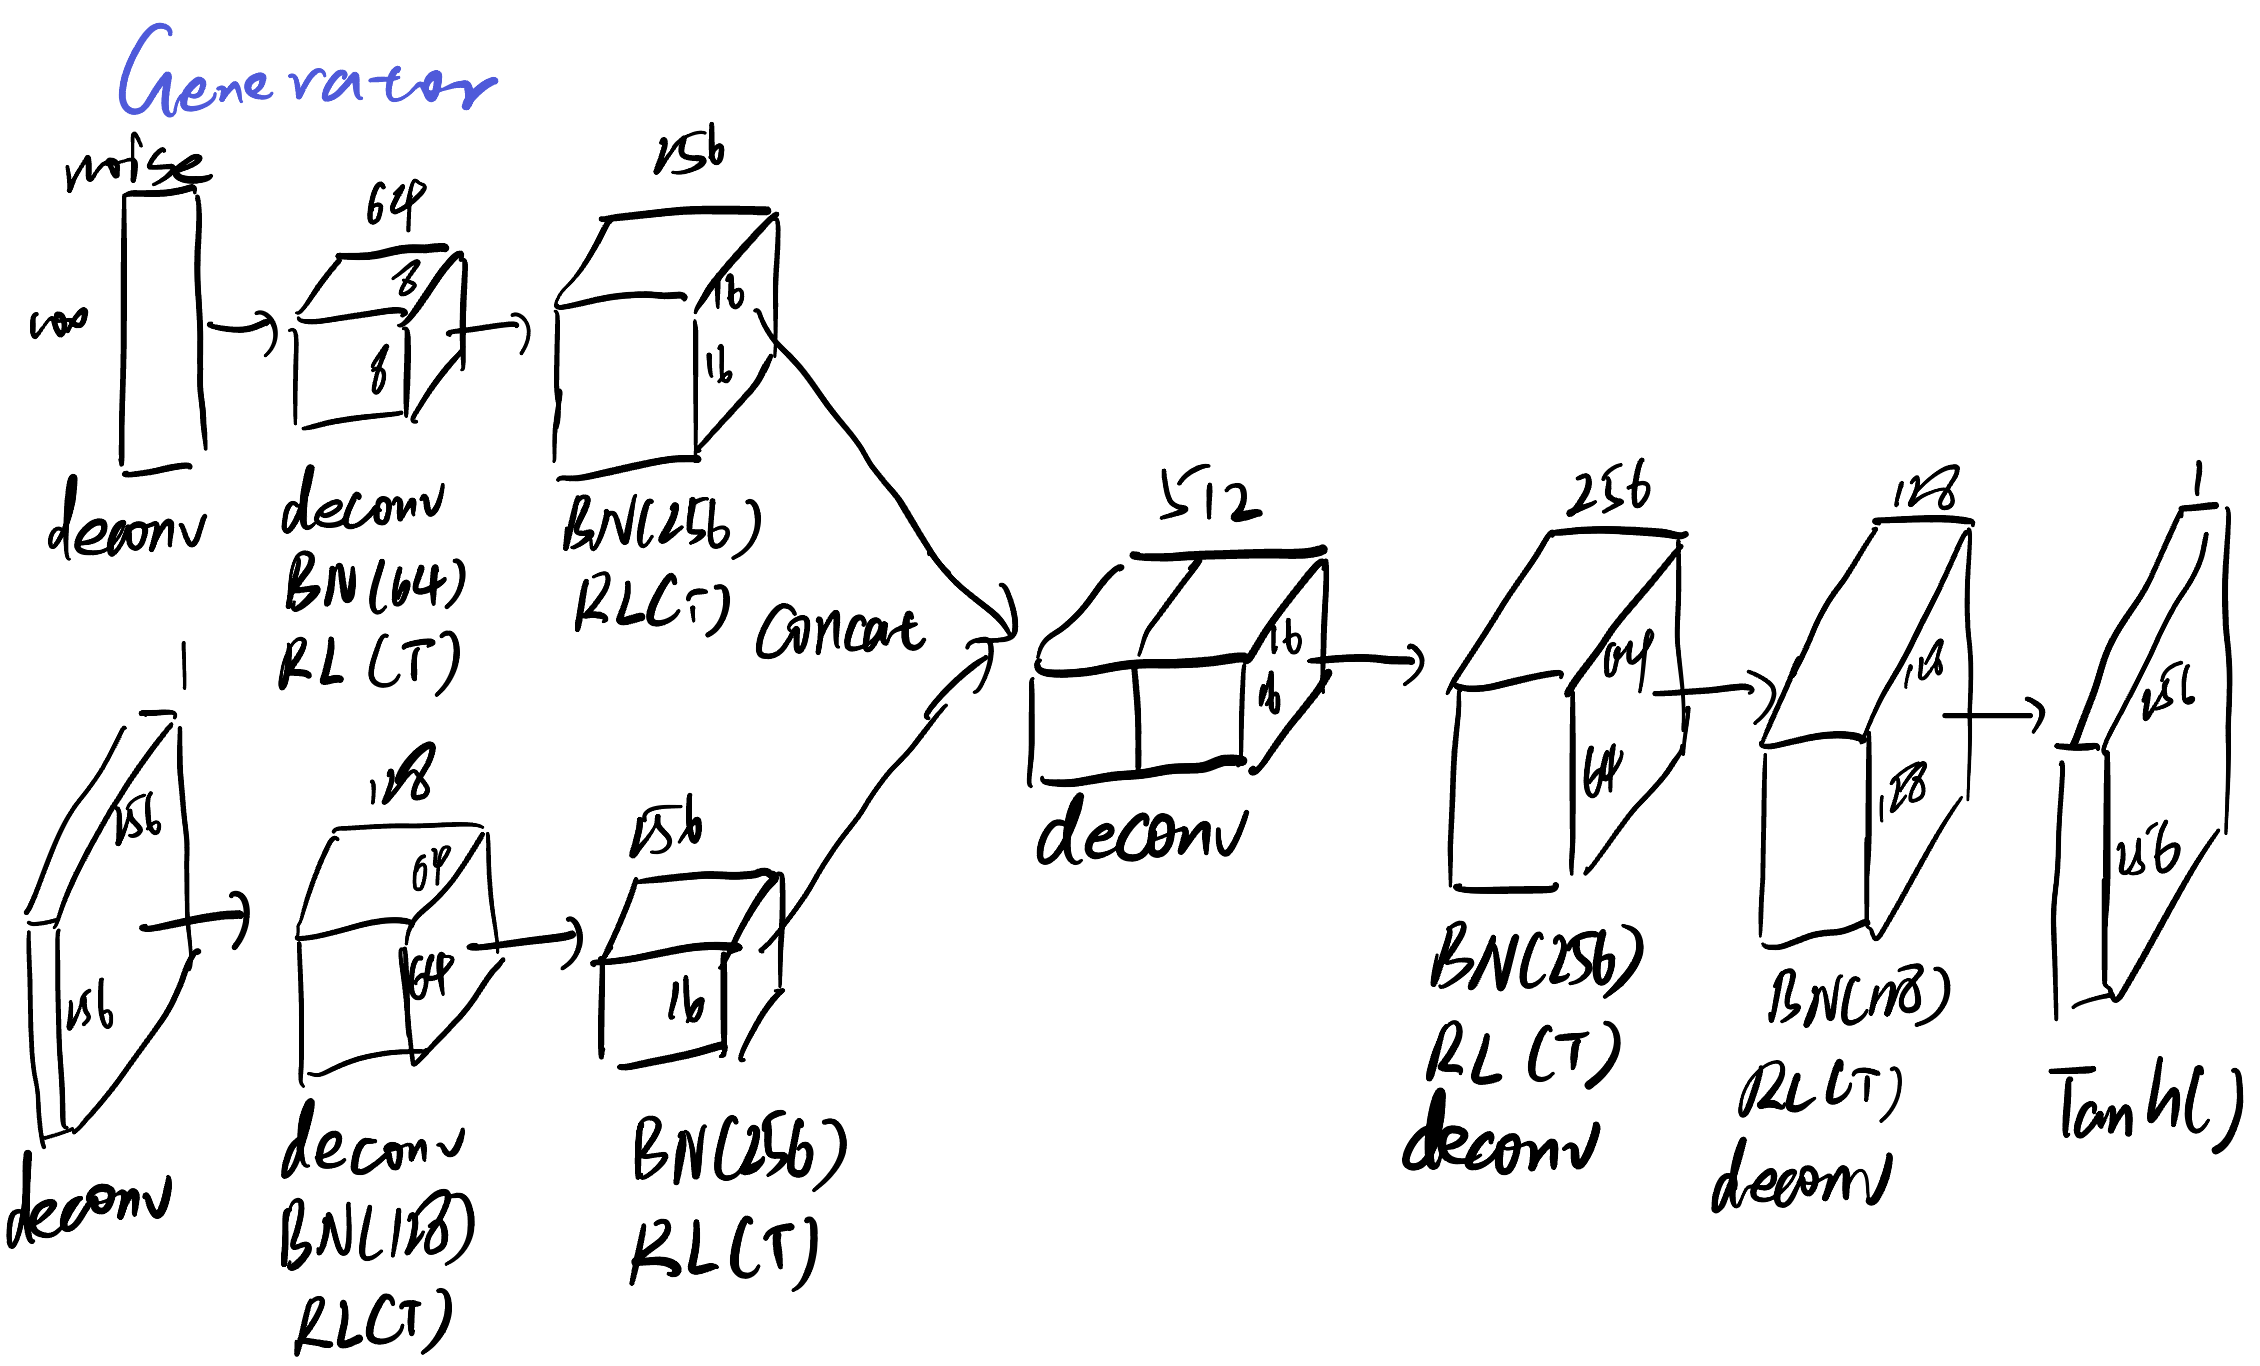 Generator
noise
64
8
8
256
16
16
deconv
deconv
BN(64)
RL(T)
BN(256)
RL(T)
Concat
1
256
256
128
64
64
256
16
deconv
deconv
BN(128)
RL(T)
BN(256)
RL(T)
512
16
16
deconv
256
64
64
BN(256)
RL(T)
deconv
128
128
128
BN(128)
RL(T)
deconv
1
256
256
Tanh()